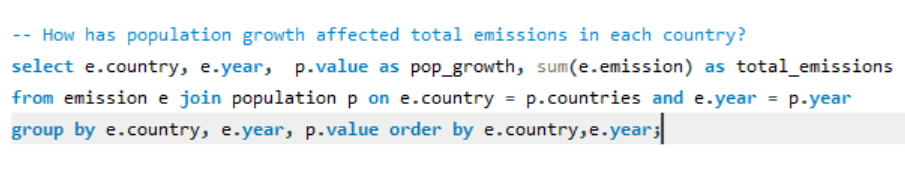 -- How has population growth affected total emissions in each country?
select e.country, e.year,  p.value as pop_growth, sum(e.emission) as total_emissions
from emission e join population p on e.country = p.countries and e.year = p.year
group by e.country, e.year, p.value order by e.country,e.year;